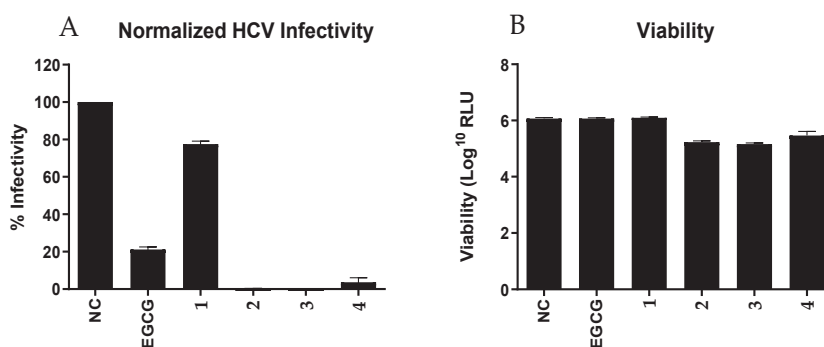 A
Normalized HCV Infectivity
120
100
80
60
40
20
0
% Infectivity
NC
EGCG
1
2
3
4
B
Viability
8
6
4
2
0
Viability (Log10 RLU
NC
EGCG
1
2
3
4